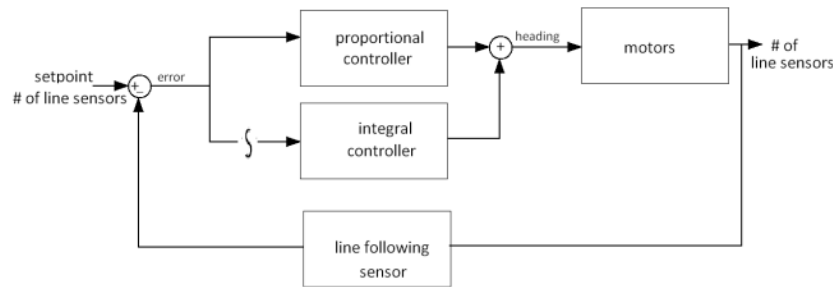 setpoint
# of line sensors
+
–
error
proportional
controller
∫
integral
controller
+
heading
motors
# of
line sensors
line following
sensor